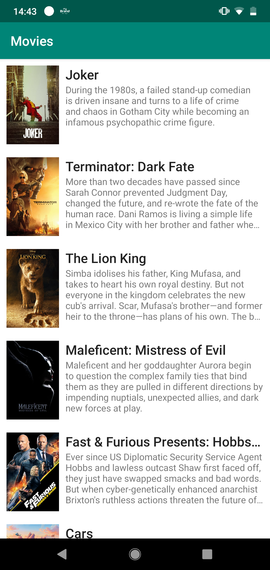 14:43
Movies
Joker
During the 1980s, a failed stand-up comedian
is driven insane and turns to a life of crime
and chaos in Gotham City while becoming an
infamous psychopathic crime figure.
JOKER
Terminator: Dark Fate
More than two decades have passed since
Sarah Connor prevented Judgment Day,
changed the future, and re-wrote the fate of the
human race. Dani Ramos is living a simple life
in Mexico City with her brother and father whe…
The Lion King
Simba idolises his father, King Mufasa, and
takes to heart his own royal destiny. But not
everyone in the kingdom celebrates the new
cub's arrival. Scar, Mufasa's brother—and former
heir to the throne—has plans of his own. The b…
THE LION KING
Maleficent: Mistress of Evil
Maleficent and her goddaughter Aurora begin
to question the complex family ties that bind
them as they are pulled in different directions by
impending nuptials, unexpected allies, and dark
new forces at play.
MALEFICENT
Fast & Furious Presents: Hobbs…
Ever since US Diplomatic Security Service Agent
Hobbs and lawless outcast Shaw first faced off,
they just have swapped smacks and bad words.
But when cyber-genetically enhanced anarchist
Brixton's ruthless actions threaten the future of…
FAST & FURIOUS
Cars